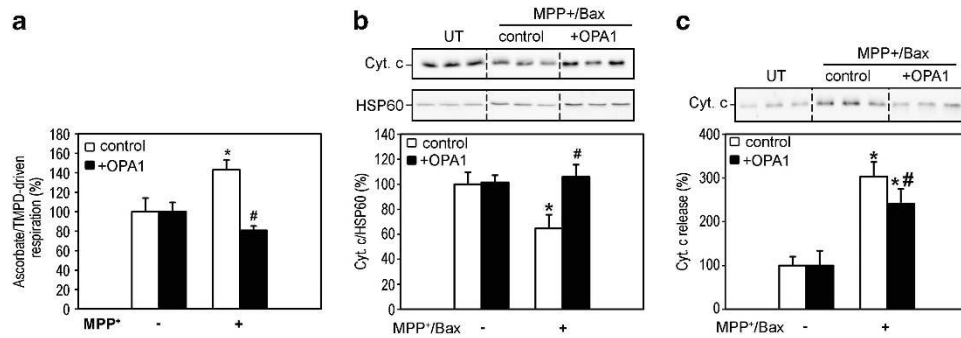 a
Ascorbate/TMPD-driven
respiration (%)
180
160
140
120
100
80
60
40
20
0
control
+OPA1
*
#
MPP⁺
-
+
b
MPP+/Bax
UT
control
+OPA1
Cyt. c
HSP60
Cyt. c/HSP60 (%)
140
120
100
80
60
40
20
0
control
+OPA1
*
#
MPP⁺/Bax
-
+
c
MPP+/Bax
UT
control
+OPA1
Cyt. c
Cyt. c release (%)
400
300
200
100
0
control
+OPA1
*
*#
MPP⁺/Bax
-
+